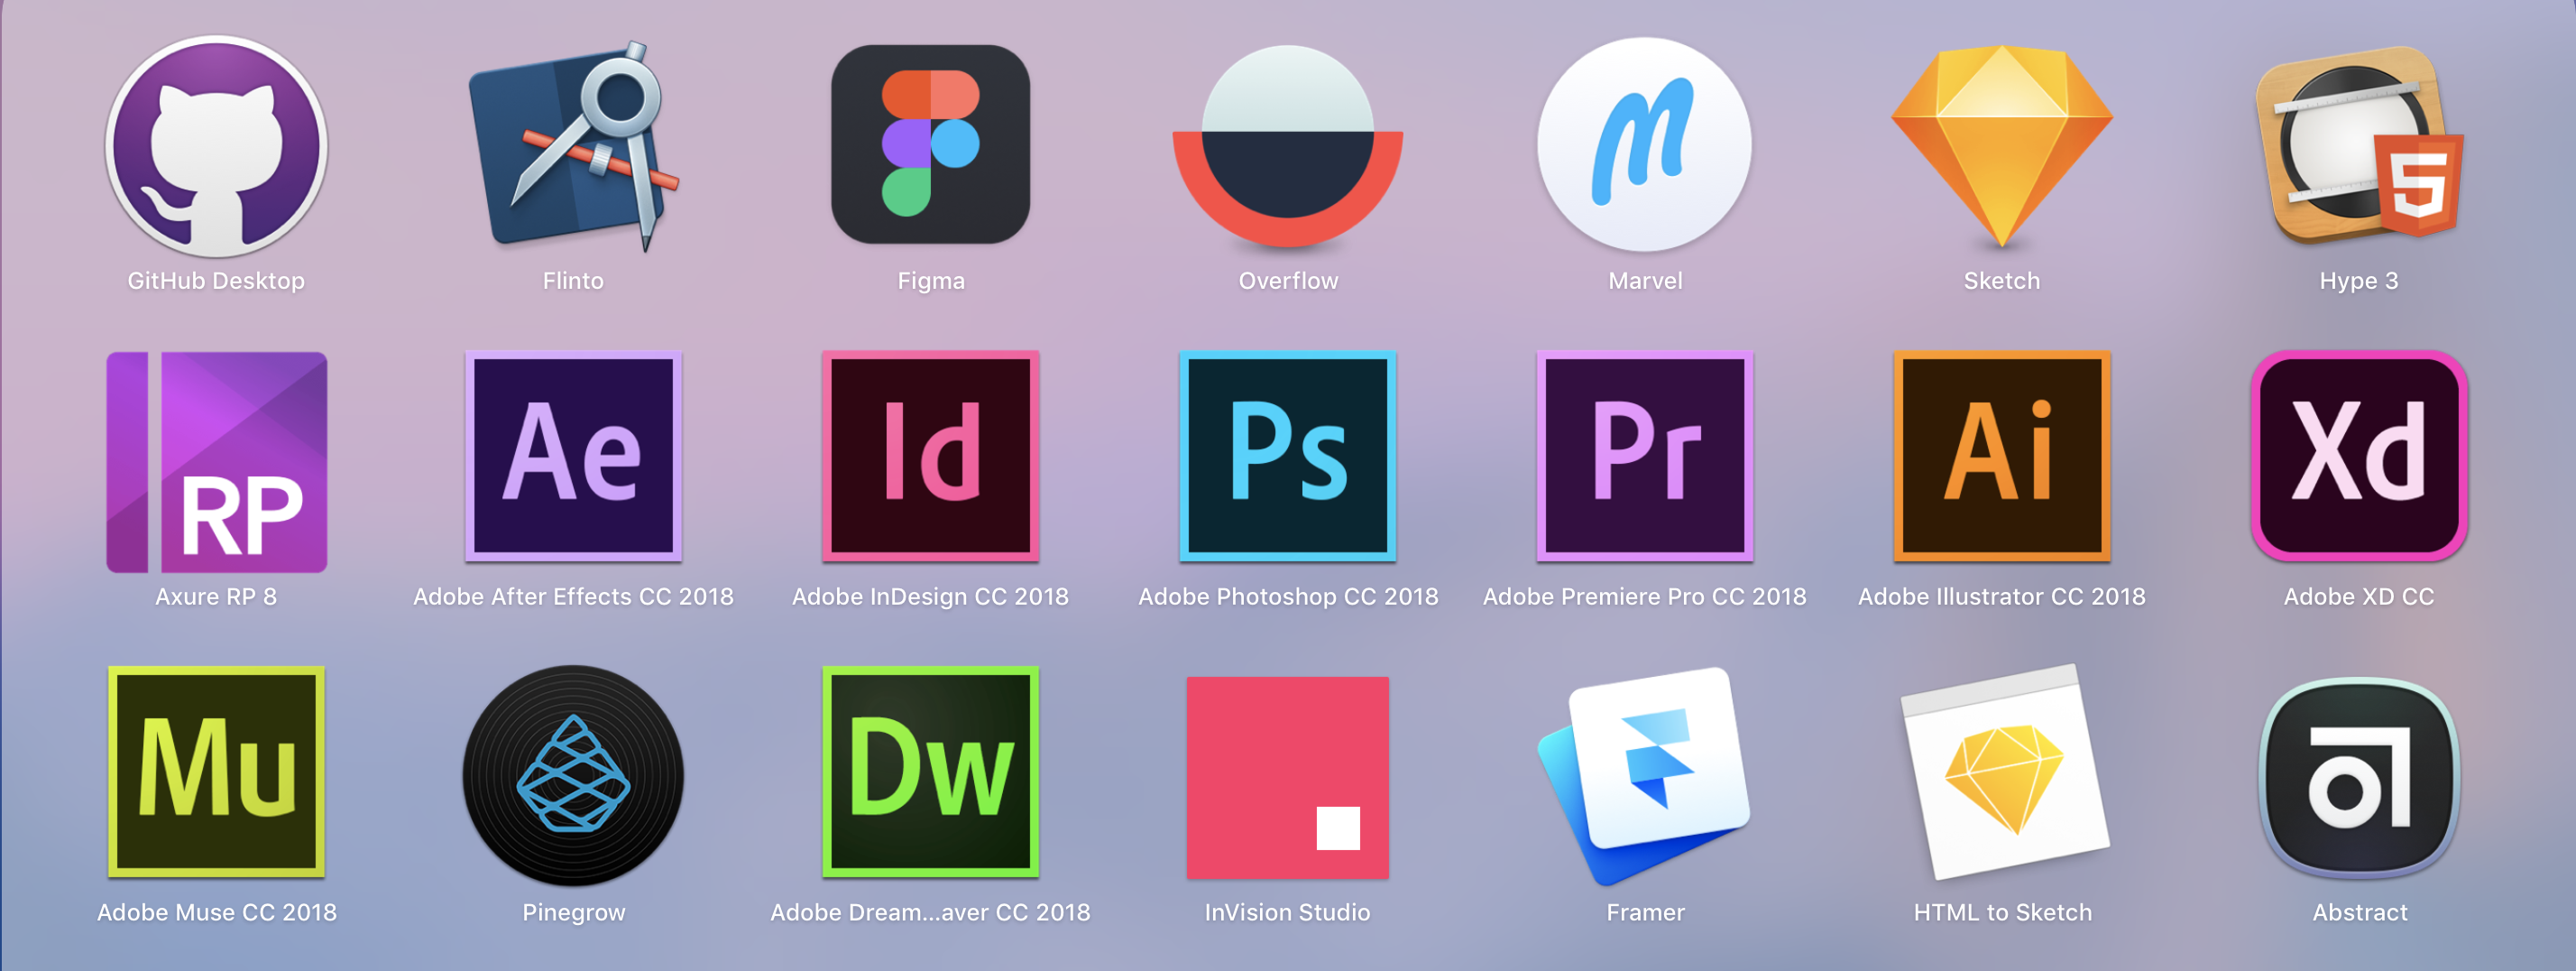 GitHub Desktop
Flinto
Figma
Overflow
M
Marvel
Sketch
5
Hype 3
RP
Axure RP 8
Ae
Adobe After Effects CC 2018
Id
Adobe InDesign CC 2018
Ps
Adobe Photoshop CC 2018
Pr
Adobe Premiere Pro CC 2018
Ai
Adobe Illustrator CC 2018
Xd
Adobe XD CC
Mu
Adobe Muse CC 2018
Pinegrow
Dw
Adobe Dream...aver CC 2018
InVision Studio
Framer
HTML to Sketch
Abstract